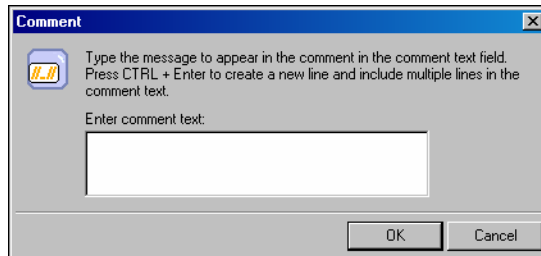 Comment
Type the message to appear in the comment in the comment text field.
Press CTRL + Enter to create a new line and include multiple lines in the
comment text.
//..//
Enter comment text:
OK
Cancel